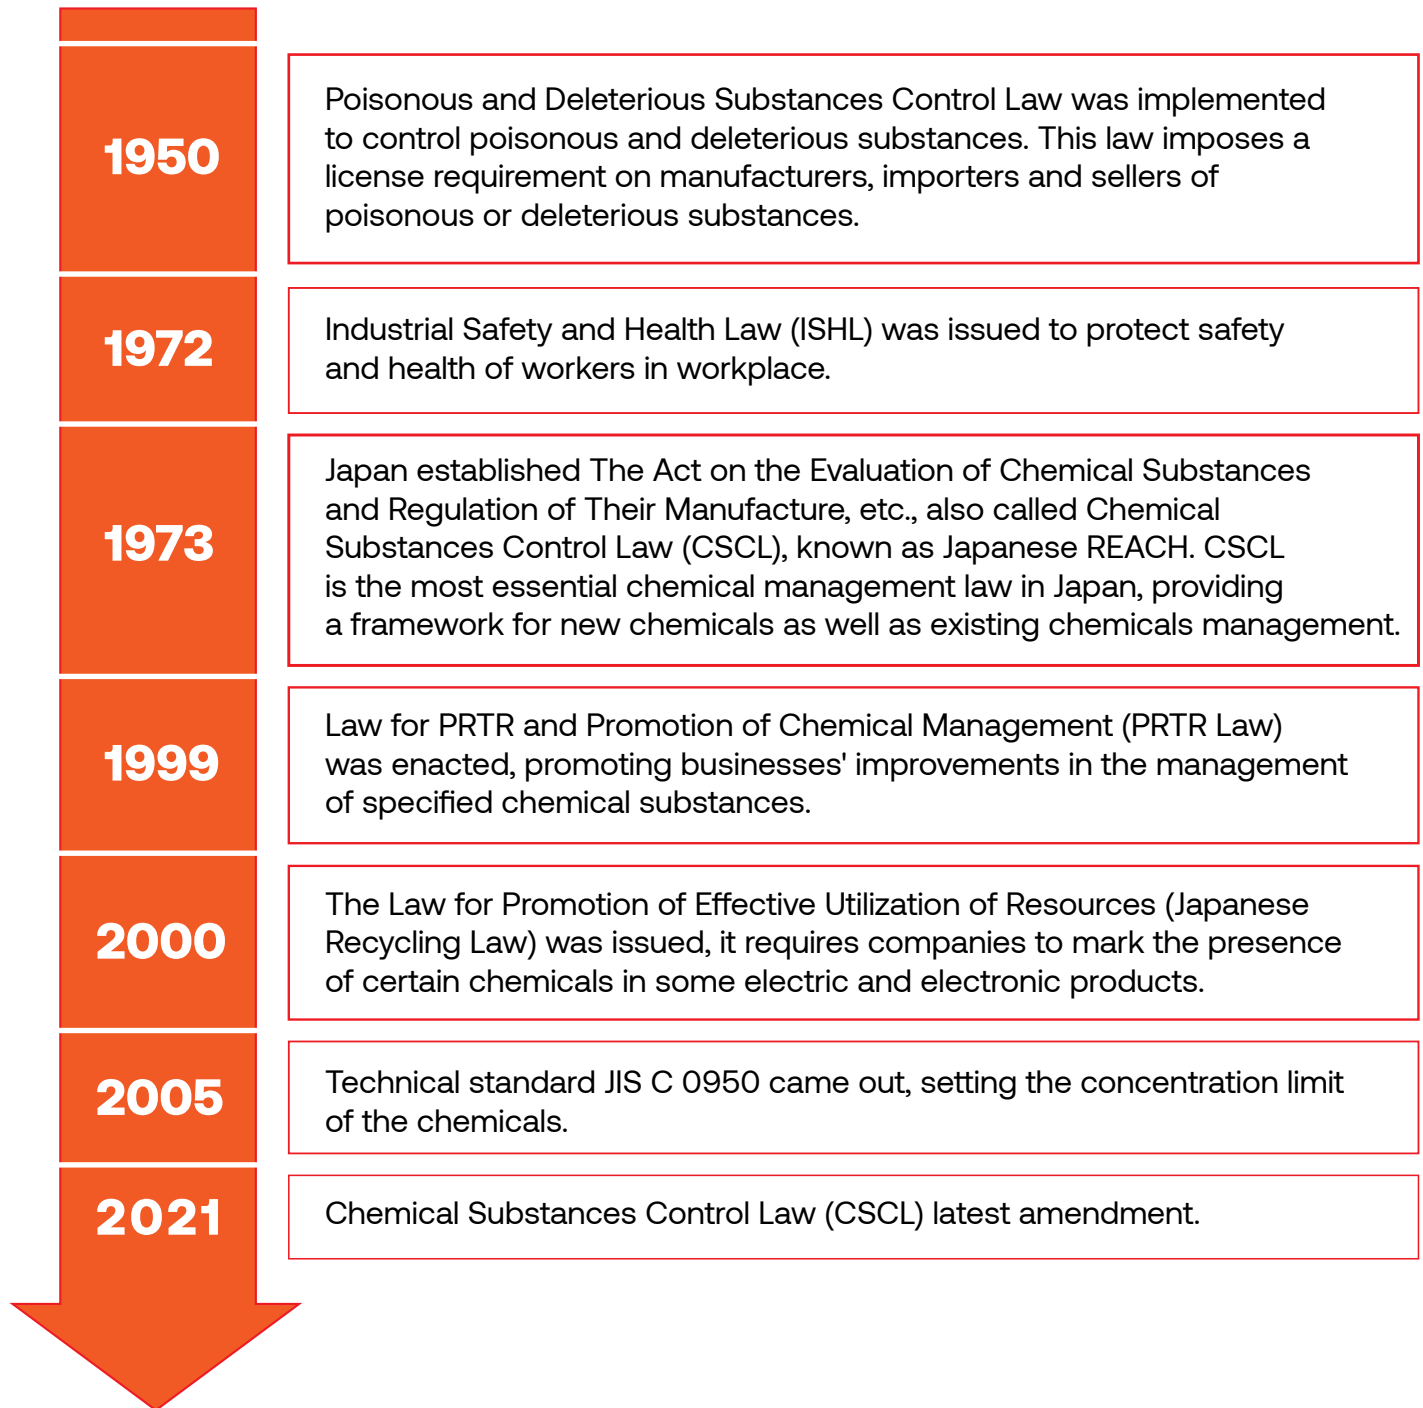 1950
Poisonous and Deleterious Substances Control Law was implemented
to control poisonous and deleterious substances. This law imposes a
license requirement on manufacturers, importers and sellers of
poisonous or deleterious substances.
1972
Industrial Safety and Health Law (ISHL) was issued to protect safety
and health of workers in workplace.
1973
Japan established The Act on the Evaluation of Chemical Substances
and Regulation of Their Manufacture, etc., also called Chemical
Substances Control Law (CSCL), known as Japanese REACH. CSCL
is the most essential chemical management law in Japan, providing
a framework for new chemicals as well as existing chemicals management.
1999
Law for PRTR and Promotion of Chemical Management (PRTR Law)
was enacted, promoting businesses' improvements in the management
of specified chemical substances.
2000
The Law for Promotion of Effective Utilization of Resources (Japanese
Recycling Law) was issued, it requires companies to mark the presence
of certain chemicals in some electric and electronic products.
2005
Technical standard JIS C 0950 came out, setting the concentration limit
of the chemicals.
2021
Chemical Substances Control Law (CSCL) latest amendment.